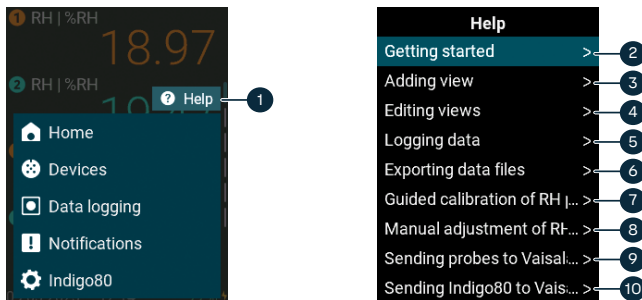 1 RH | %RH
18.97
2 RH | %RH
? Help
1
Home
Devices
Data logging
Notifications
Indigo80
Help
Getting started > 2
Adding view > 3
Editing views > 4
Logging data > 5
Exporting data files > 6
Guided calibration of RH |... > 7
Manual adjustment of RH... > 8
Sending probes to Vaisal... > 9
Sending Indigo80 to Vais... > 10